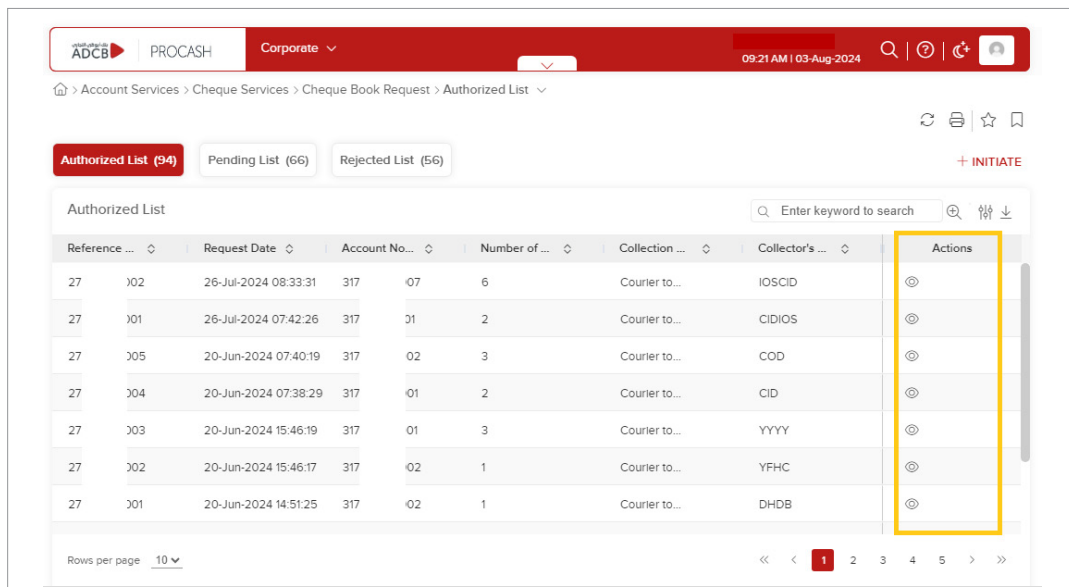 ADCB PROCASH Corporate
09:21 AM | 03-Aug-2024
> Account Services > Cheque Services > Cheque Book Request > Authorized List
Authorized List (94) Pending List (66) Rejected List (56) + INITIATE
Authorized List Enter keyword to search
Reference ... Request Date Account No... Number of ... Collection ... Collector's ... Actions
27 002 26-Jul-2024 08:33:31 317 07 6 Courier to... IOSCID
27 001 26-Jul-2024 07:42:26 317 01 2 Courier to... CIDIOS
27 005 20-Jun-2024 07:40:19 317 02 3 Courier to... COD
27 004 20-Jun-2024 07:38:29 317 01 2 Courier to... CID
27 003 20-Jun-2024 15:46:19 317 01 3 Courier to... YYYY
27 002 20-Jun-2024 15:46:17 317 02 1 Courier to... YFHC
27 001 20-Jun-2024 14:51:25 317 02 1 Courier to... DHDB
Rows per page 10 << < 1 2 3 4 5 > >>